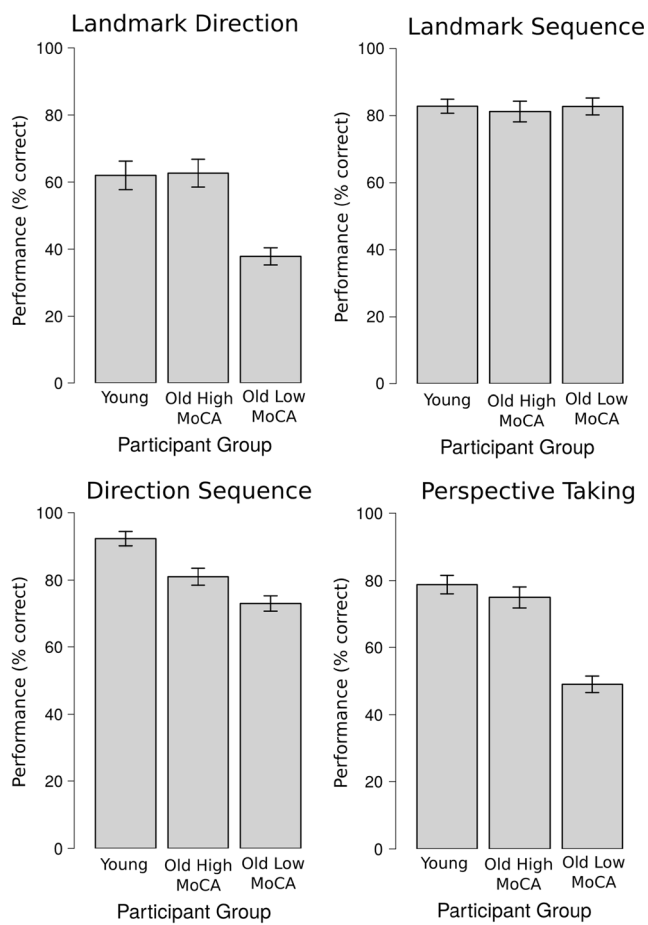 Landmark Direction
Performance (% correct)
100
80
60
40
20
0
Young
Old High
MoCA
Old Low
MoCA
Participant Group
Landmark Sequence
Performance (% correct)
100
80
60
40
20
0
Young
Old High
MoCA
Old Low
MoCA
Participant Group
Direction Sequence
Performance (% correct)
100
80
60
40
20
0
Young
Old High
MoCA
Old Low
MoCA
Participant Group
Perspective Taking
Performance (% correct)
100
80
60
40
20
0
Young
Old High
MoCA
Old Low
MoCA
Participant Group